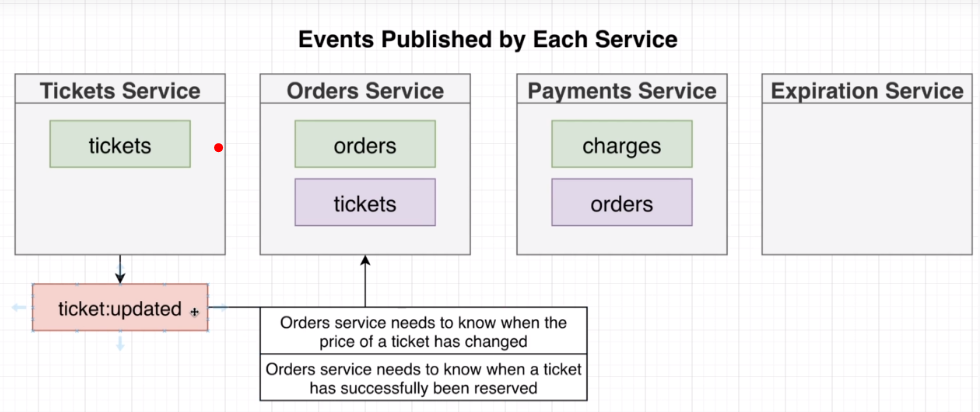 Events Published by Each Service
Tickets Service
Orders Service
Payments Service
Expiration Service
tickets
orders
charges
tickets
orders
ticket:updated
Orders service needs to know when the
price of a ticket has changed
Orders service needs to know when a ticket
has successfully been reserved